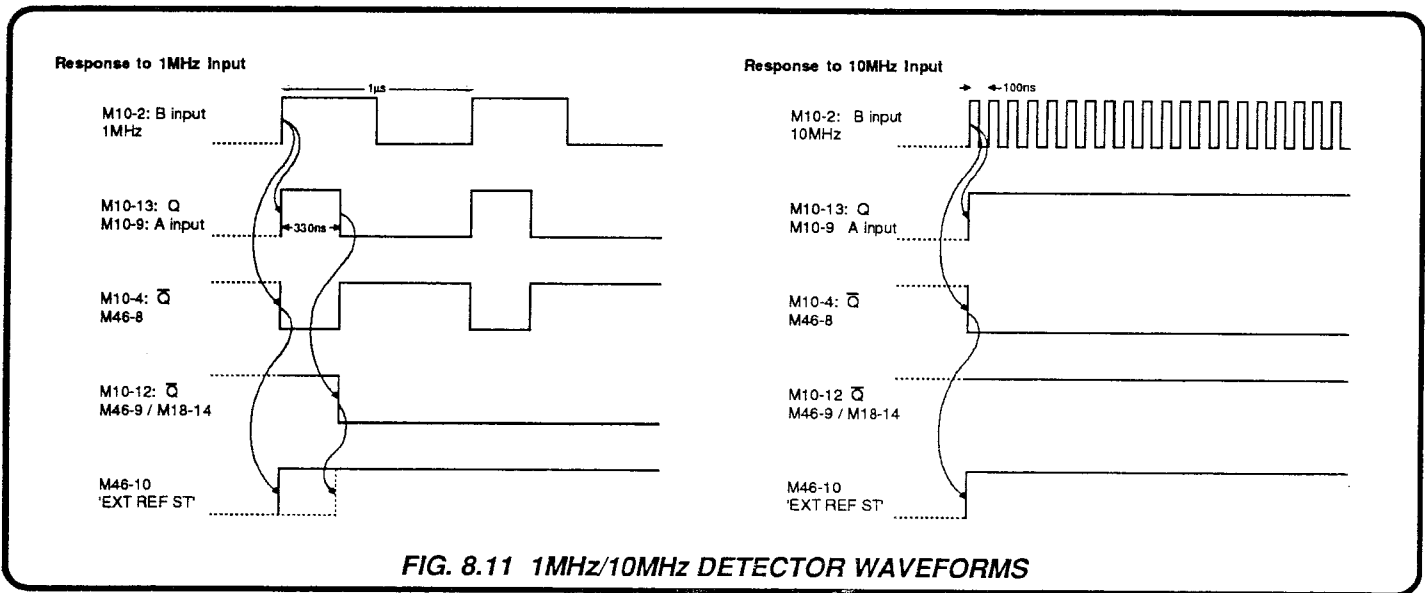 Response to 1MHz Input
1µs
M10-2: B input
1MHz
M10-13: Q
M10-9: A input
330ns
M10-4: Q̅
M46-8
M10-12: Q̅
M46-9 / M18-14
M46-10
'EXT REF ST'
Response to 10MHz Input
100ns
M10-2: B input
10MHz
M10-13: Q
M10-9 A input
M10-4: Q̅
M46-8
M10-12 Q̅
M46-9 / M18-14
M46-10
'EXT REF ST'
FIG. 8.11 1MHz/10MHz DETECTOR WAVEFORMS